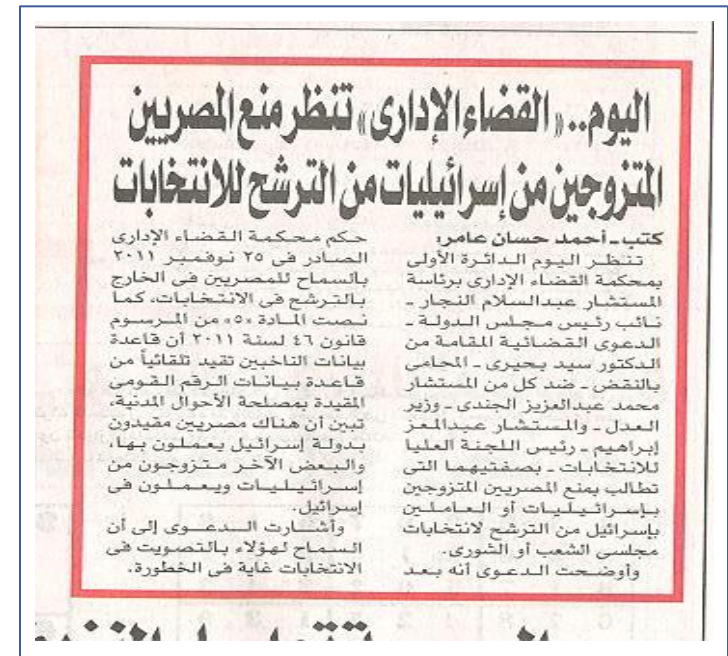 اليوم.. «القضاء الإدارى» تنظر منع المصريين
المتزوجين من إسرائيليات من الترشح للانتخابات
كتب ـ أحمد حسان عامر:
تنظر اليوم الدائرة الأولى
بمحكمة القضاء الإدارى برئاسة
المستشار عبدالسلام النجار ـ
نائب رئيس مجلس الدولة ـ
الدعوى القضائية المقامة من
الدكتور سيد بحيرى ـ المحامى
بالنقض ـ ضد كل من المستشار
محمد عبدالعزيز الجندى ـ وزير
العدل ـ والمستشار عبدالمعز
إبراهيم ـ رئيس اللجنة العليا
للانتخابات ـ بصفتيهما التى
تطالب بمنع المصريين المتزوجين
بإسرائيليات أو العاملين
بإسرائيل من الترشح لانتخابات
مجلسى الشعب أو الشورى.
وأوضحت الدعوى أنه بعد
حكم محكمة القضاء الإدارى
الصادر فى ٢٥ نوفمبر ٢٠١١
بالسماح للمصريين فى الخارج
بالترشح فى الانتخابات، كما
نصت المادة «٥» من المرسوم
قانون ٤٦ لسنة ٢٠١١ أن قاعدة
بيانات الناخبين تقيد تلقائياً من
قاعدة بيانات الرقم القومى
المقيدة بمصلحة الأحوال المدنية،
تبين أن هناك مصريين مقيدون
بدولة إسرائيل يعملون بها،
والبعض الآخر متزوجون من
إسرائيليات ويعملون فى
إسرائيل.
وأشارت الدعوى إلى أن
السماح لهؤلاء بالتصويت فى
الانتخابات غاية فى الخطورة.